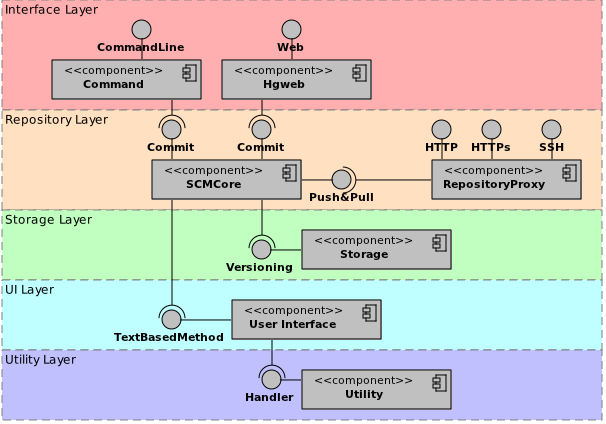 Interface Layer
CommandLine
Web
<<component>>
Command
<<component>>
Hgweb
Repository Layer
Commit
Commit
HTTP
HTTPs
SSH
<<component>>
SCMCore
Push&Pull
<<component>>
RepositoryProxy
Storage Layer
Versioning
<<component>>
Storage
UI Layer
TextBasedMethod
<<component>>
User Interface
Utility Layer
Handler
<<component>>
Utility